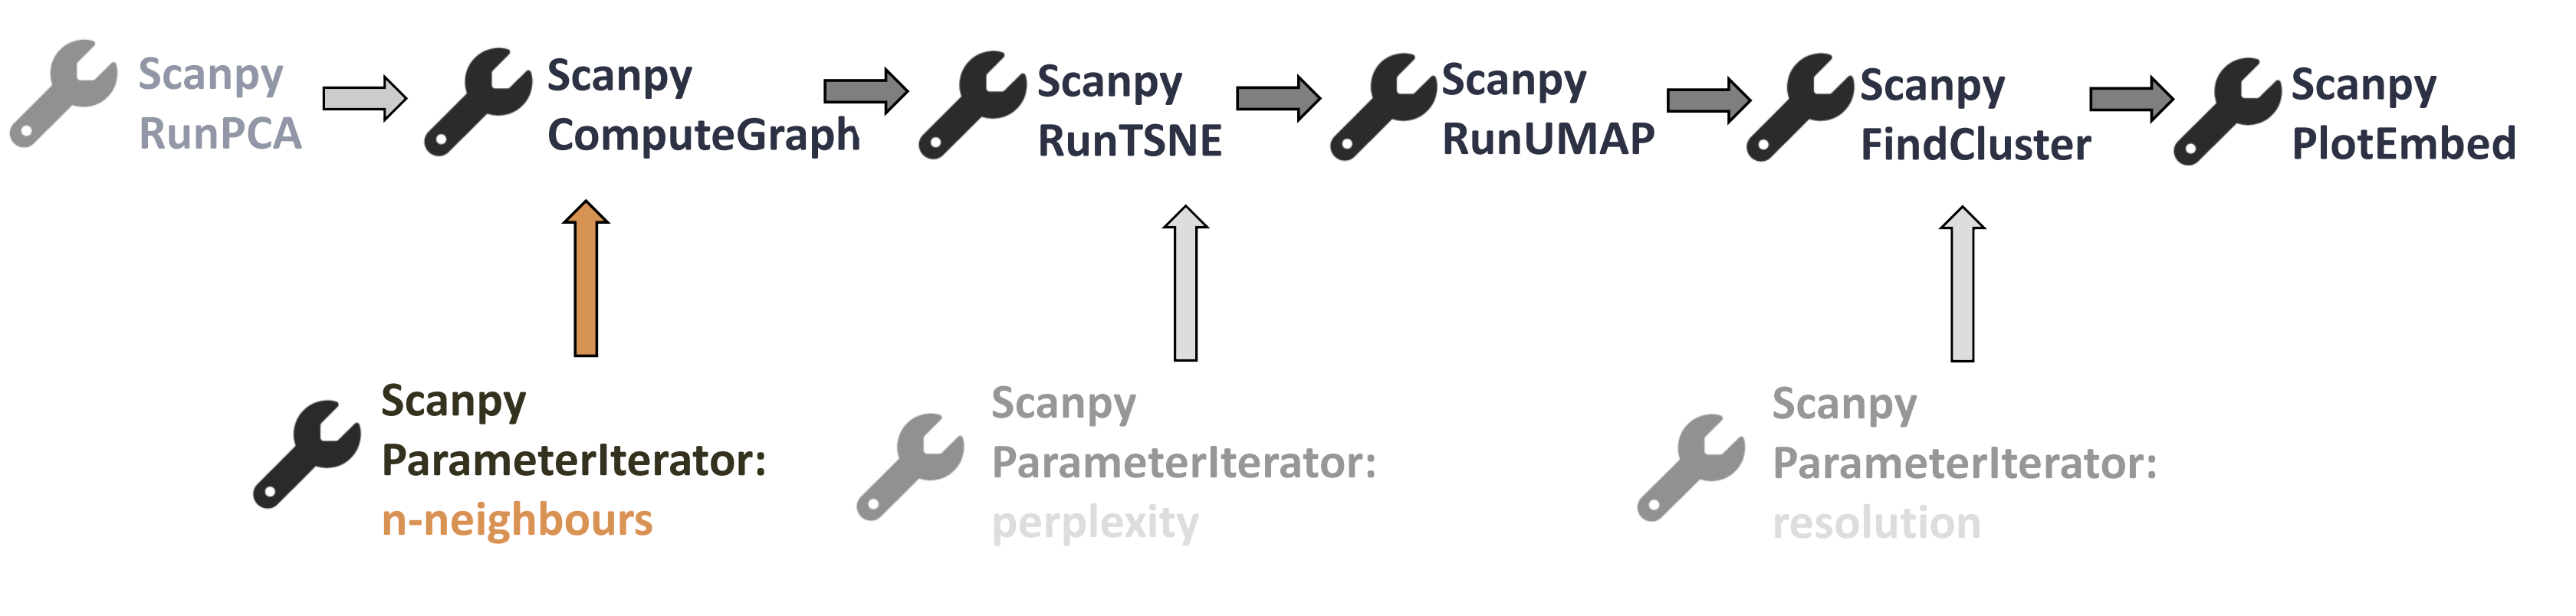 Scanpy
RunPCA
Scanpy
ComputeGraph
Scanpy
RunTSNE
Scanpy
RunUMAP
Scanpy
FindCluster
Scanpy
PlotEmbed
Scanpy
ParameterIterator:
n-neighbours
Scanpy
ParameterIterator:
perplexity
Scanpy
ParameterIterator:
resolution